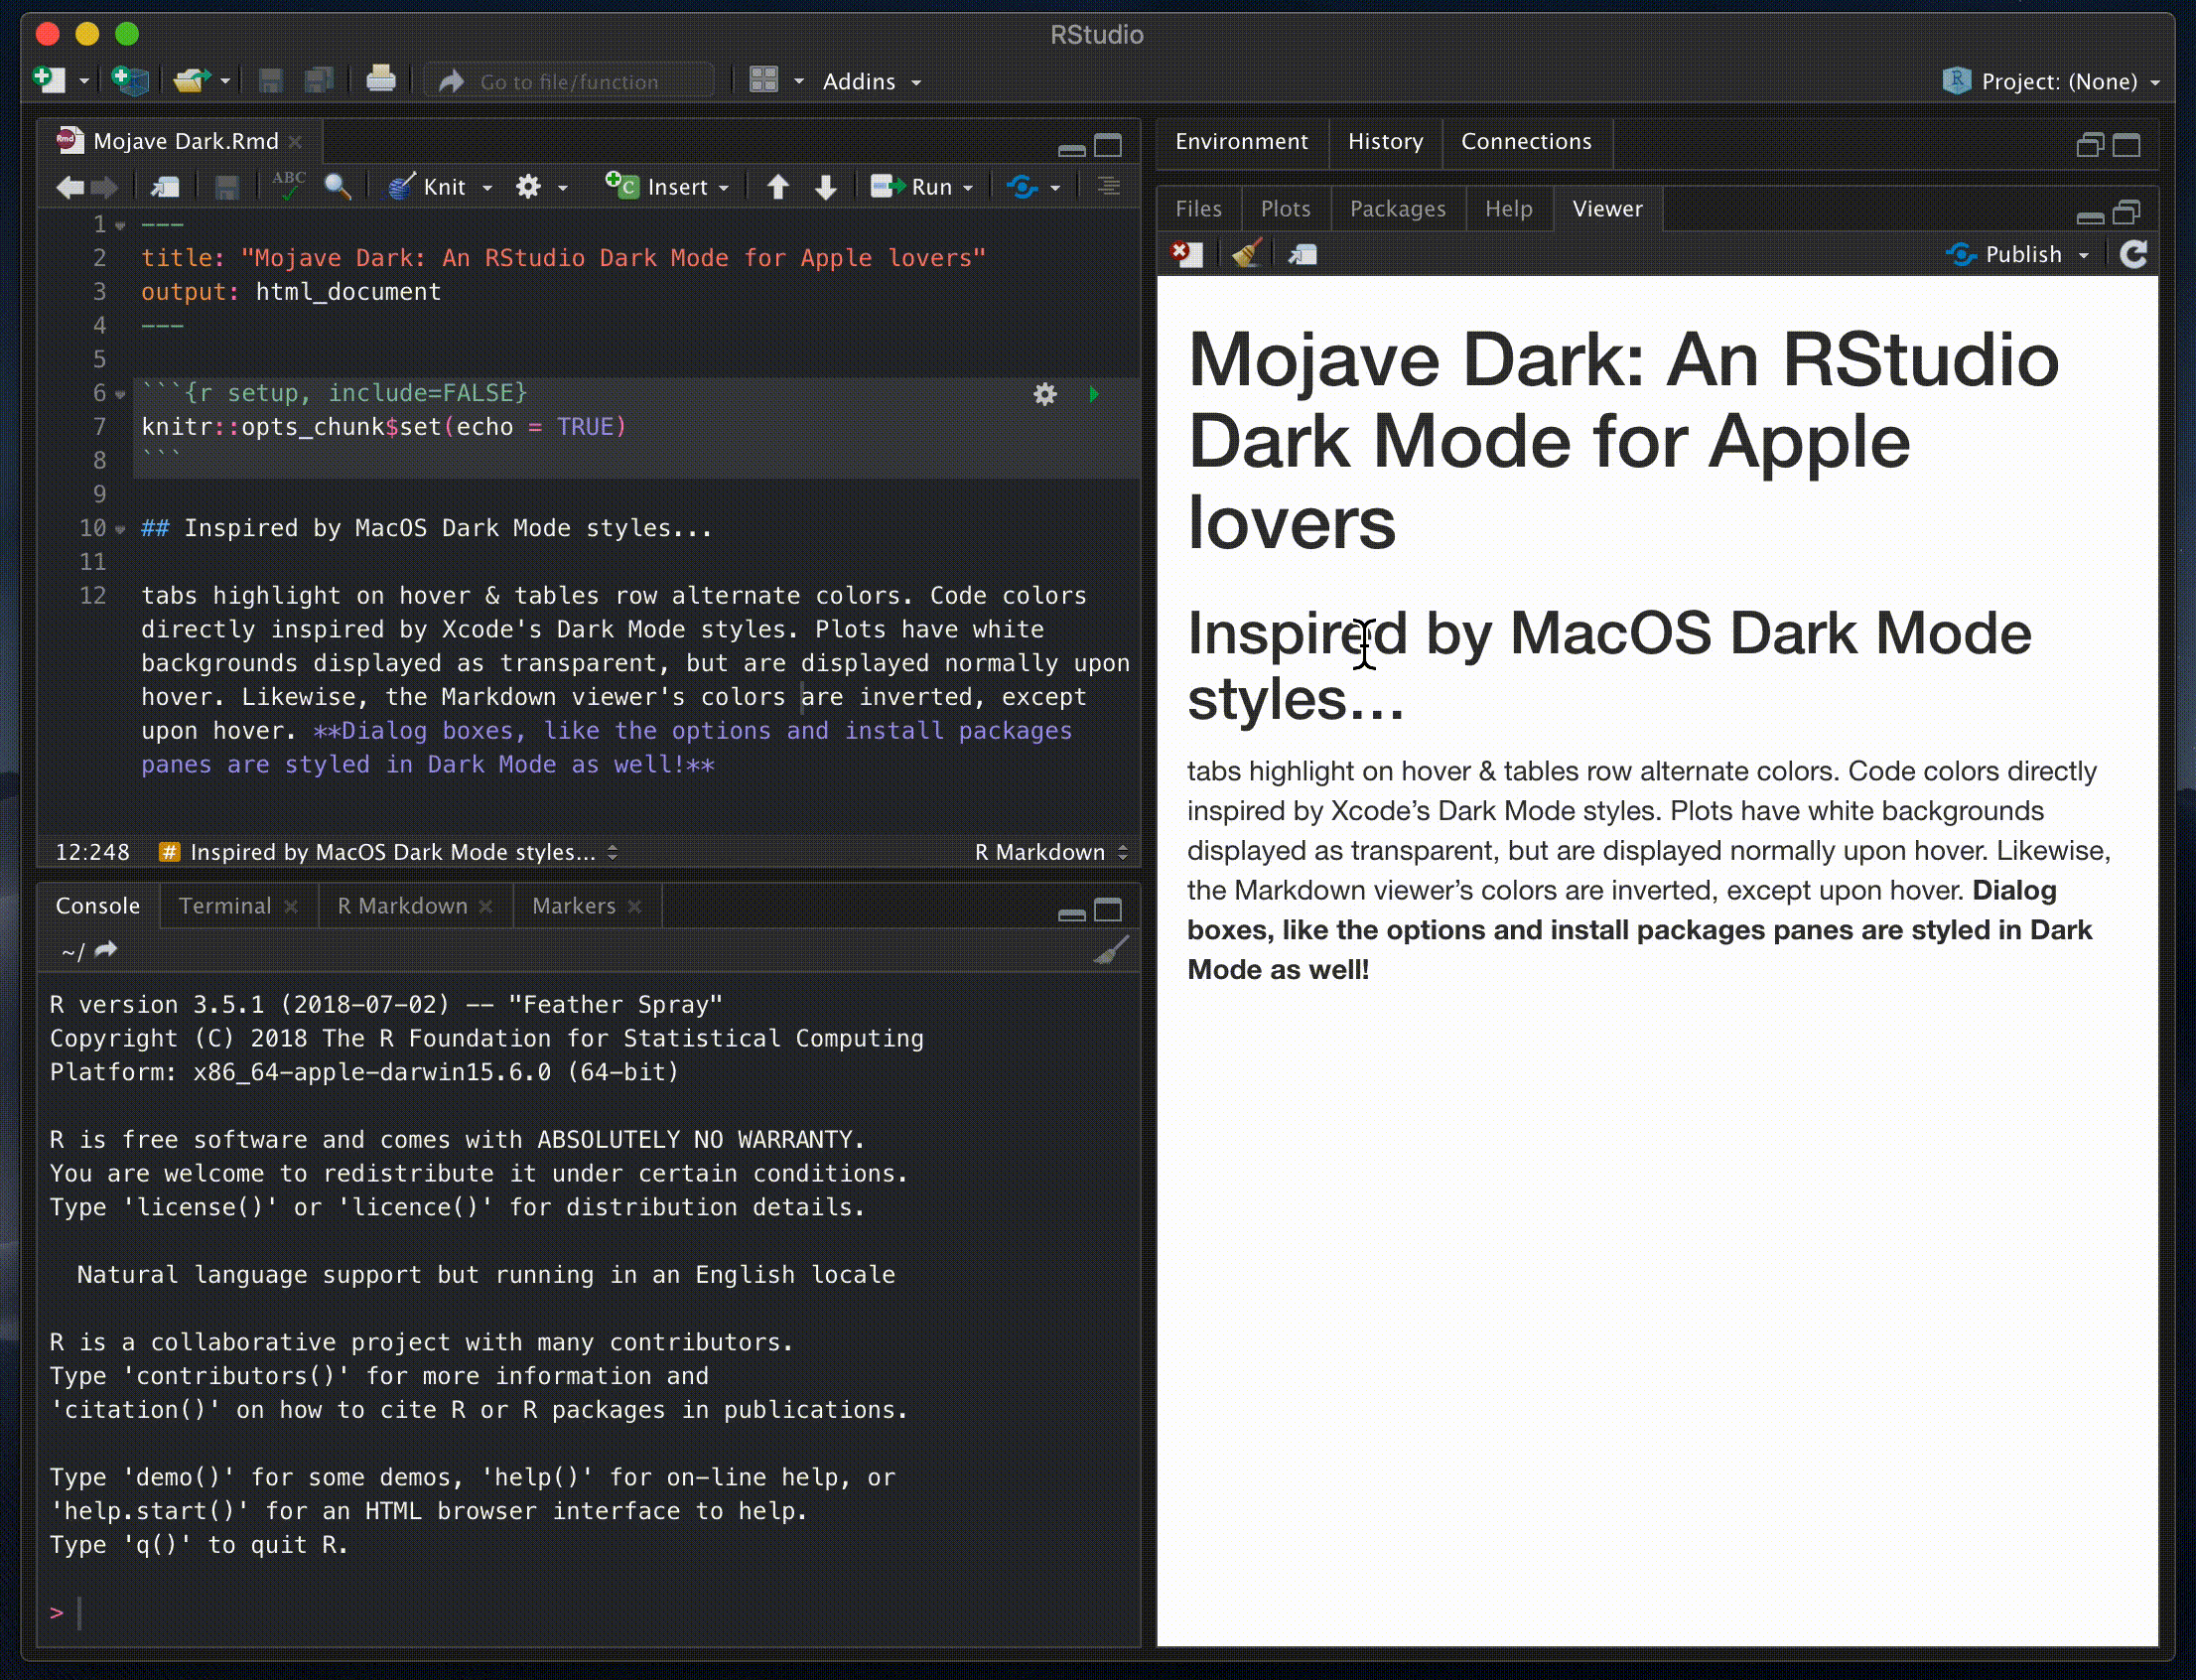 RStudio
Go to file/function
Addins
Project: (None)
Mojave Dark.Rmd
ABC
Knit
Insert
Run
1 ---
2 title: "Mojave Dark: An RStudio Dark Mode for Apple lovers"
3 output: html_document
4 ---
5
6 ```{r setup, include=FALSE}
7 knitr::opts_chunk$set(echo = TRUE)
8 ```
9
10 ## Inspired by MacOS Dark Mode styles...
11
12 tabs highlight on hover & tables row alternate colors. Code colors
directly inspired by Xcode's Dark Mode styles. Plots have white
backgrounds displayed as transparent, but are displayed normally upon
hover. Likewise, the Markdown viewer's colors are inverted, except
upon hover. **Dialog boxes, like the options and install packages
panes are styled in Dark Mode as well!**
12:248 # Inspired by MacOS Dark Mode styles... R Markdown
Console Terminal R Markdown Markers
~/
R version 3.5.1 (2018-07-02) -- "Feather Spray"
Copyright (C) 2018 The R Foundation for Statistical Computing
Platform: x86_64-apple-darwin15.6.0 (64-bit)
R is free software and comes with ABSOLUTELY NO WARRANTY.
You are welcome to redistribute it under certain conditions.
Type 'license()' or 'licence()' for distribution details.
Natural language support but running in an English locale
R is a collaborative project with many contributors.
Type 'contributors()' for more information and
'citation()' on how to cite R or R packages in publications.
Type 'demo()' for some demos, 'help()' for on-line help, or
'help.start()' for an HTML browser interface to help.
Type 'q()' to quit R.
>
Environment History Connections
Files Plots Packages Help Viewer
Publish
Mojave Dark: An RStudio
Dark Mode for Apple
lovers
Inspired by MacOS Dark Mode
styles…
tabs highlight on hover & tables row alternate colors. Code colors directly
inspired by Xcode’s Dark Mode styles. Plots have white backgrounds
displayed as transparent, but are displayed normally upon hover. Likewise,
the Markdown viewer’s colors are inverted, except upon hover. Dialog
boxes, like the options and install packages panes are styled in Dark
Mode as well!